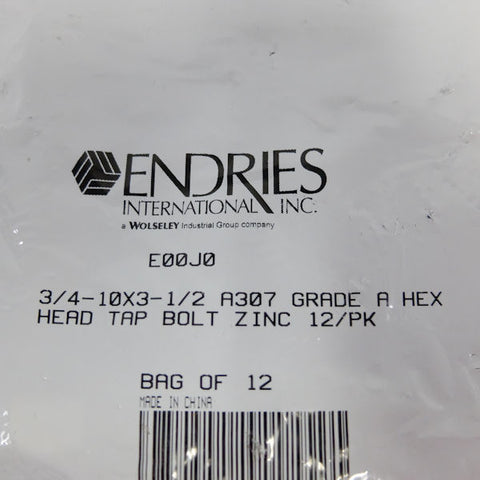 ENDRIES
INTERNATIONAL, INC.
a WOLSELEY Industrial Group company
E00J0
3/4-10X3-1/2 A307 GRADE A HEX
HEAD TAP BOLT ZINC 12/PK
BAG OF 12
MADE IN CHINA